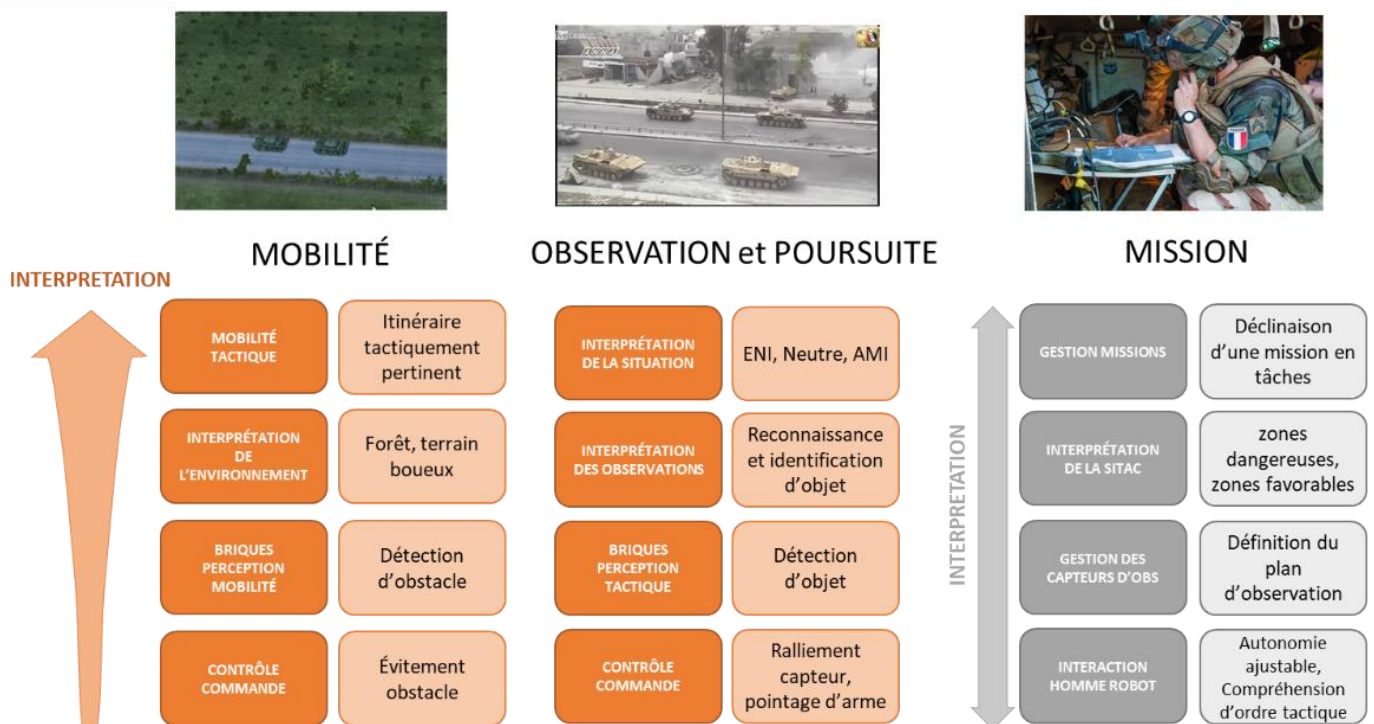 MOBILITÉ
OBSERVATION et POURSUITE
MISSION
INTERPRETATION
MOBILITÉ
TACTIQUE
Itinéraire
tactiquement
pertinent
INTERPRÉTATION
DE
L'ENVIRONNEMENT
Forêt, terrain
boueux
BRIQUES
PERCEPTION
MOBILITÉ
Détection
d'obstacle
CONTRÔLE
COMMANDE
Évitement
obstacle
INTERPRÉTATION
DE LA SITUATION
ENI, Neutre, AMI
INTERPRÉTATION
DES OBSERVATIONS
Reconnaissance
et identification
d'objet
BRIQUES
PERCEPTION
TACTIQUE
Détection
d'objet
CONTRÔLE
COMMANDE
Ralliement
capteur,
pointage d'arme
INTERPRETATION
GESTION MISSIONS
Déclinaison
d'une mission en
tâches
INTERPRÉTATION
DE LA SITAC
zones
dangereuses,
zones favorables
GESTION DES
CAPTEURS D'OBS
Définition du
plan
d'observation
INTERACTION
HOMME ROBOT
Autonomie
ajustable,
Compréhension
d'ordre tactique